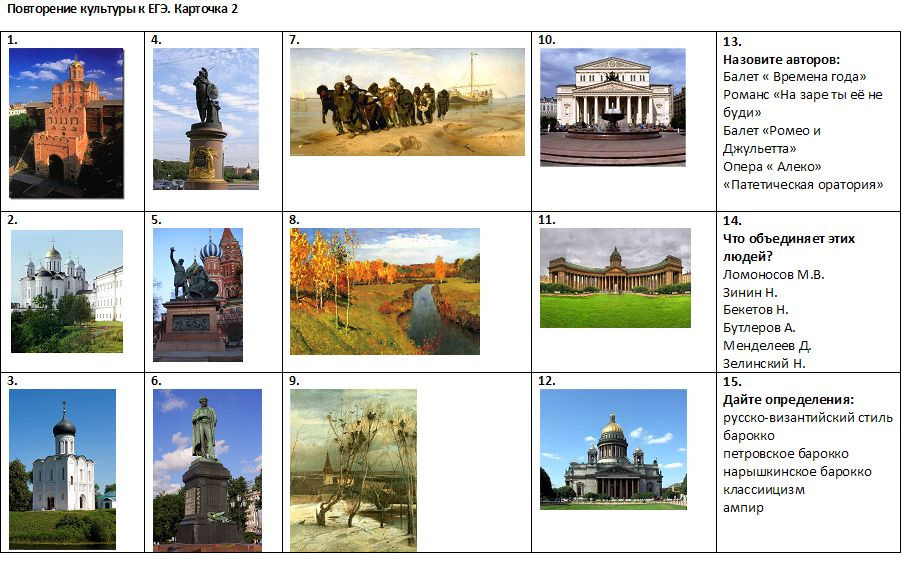 Повторение культуры к ЕГЭ. Карточка 2
1.
4.
7.
10.
13.
Назовите авторов:
Балет « Времена года»
Романс «На заре ты её не
буди»
Балет «Ромео и
Джульетта»
Опера « Алеко»
«Патетическая оратория»
2.
5.
8.
11.
14.
Что объединяет этих
людей?
Ломоносов М.В.
Зинин Н.
Бекетов Н.
Бутлеров А.
Менделеев Д.
Зелинский Н.
3.
6.
9.
12.
15.
Дайте определения:
русско-византийский стиль
барокко
петровское барокко
нарышкинское барокко
классиицизм
ампир